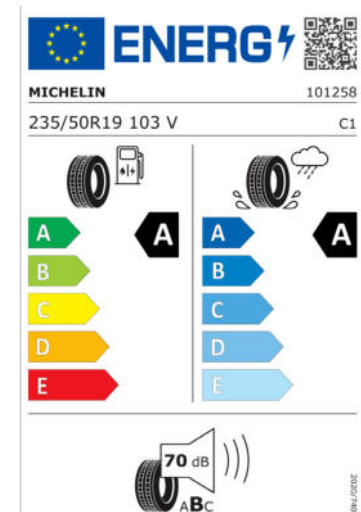 ENERG
MICHELIN 101258
235/50R19 103 V C1
A A A A
B B
C C
D D
E E
70 dB
ABC
2020/740